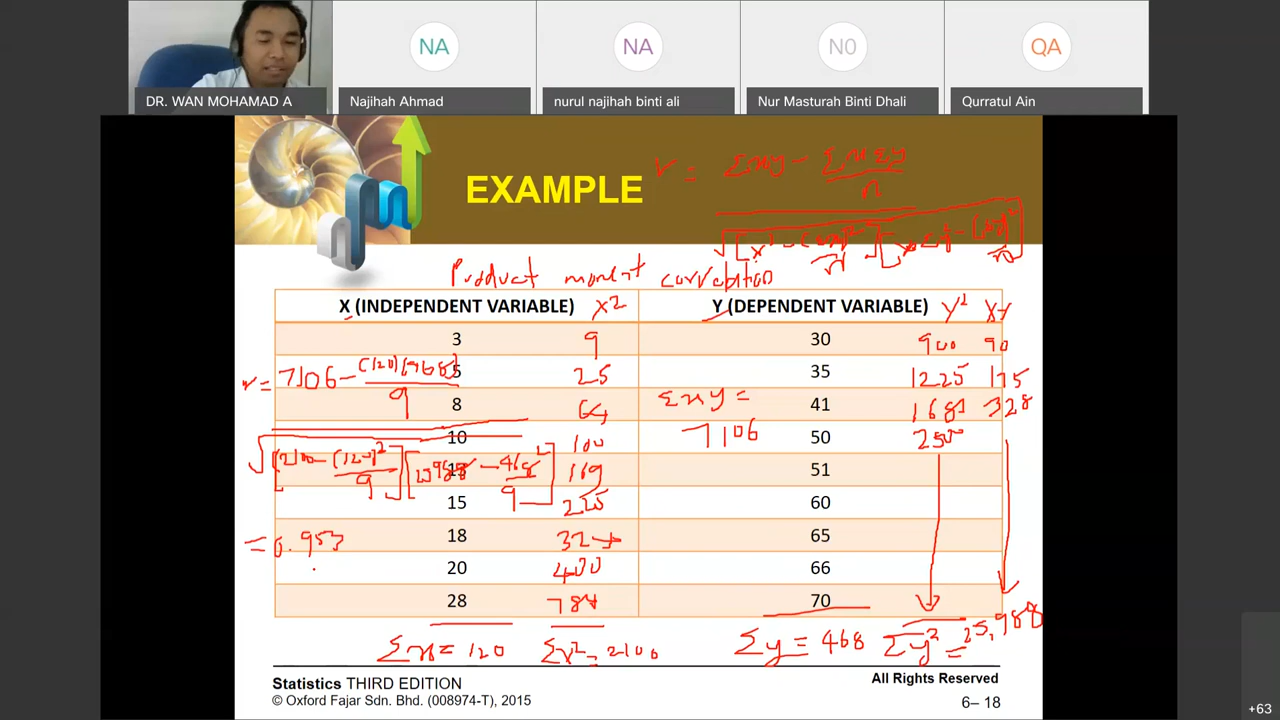 NA
NA
N0
QA
DR. WAN MOHAMAD A
Najihah Ahmad
nurul najihah binti ali
Nur Masturah Binti Dhali
Qurratul Ain
EXAMPLE
r = Σxy - Σx Σy
n
Product moment correlation
X (INDEPENDENT VARIABLE) X2 Y (DEPENDENT VARIABLE) Y² XY
3 9 30 900 90
5 25 35 1225 175
8 64 41 1681 328
10 100 50 2500
169 51
15 225 60
18 324 65
20 400 66
28 784 70
r = 7106 - (120)(468)
9
Σxy =
7106
= 0.953
Σx = 120 Σx² = 2100 Σy = 468 Σy² = 25,988
Statistics THIRD EDITION
© Oxford Fajar Sdn. Bhd. (008974-T), 2015
All Rights Reserved
6– 18
+63